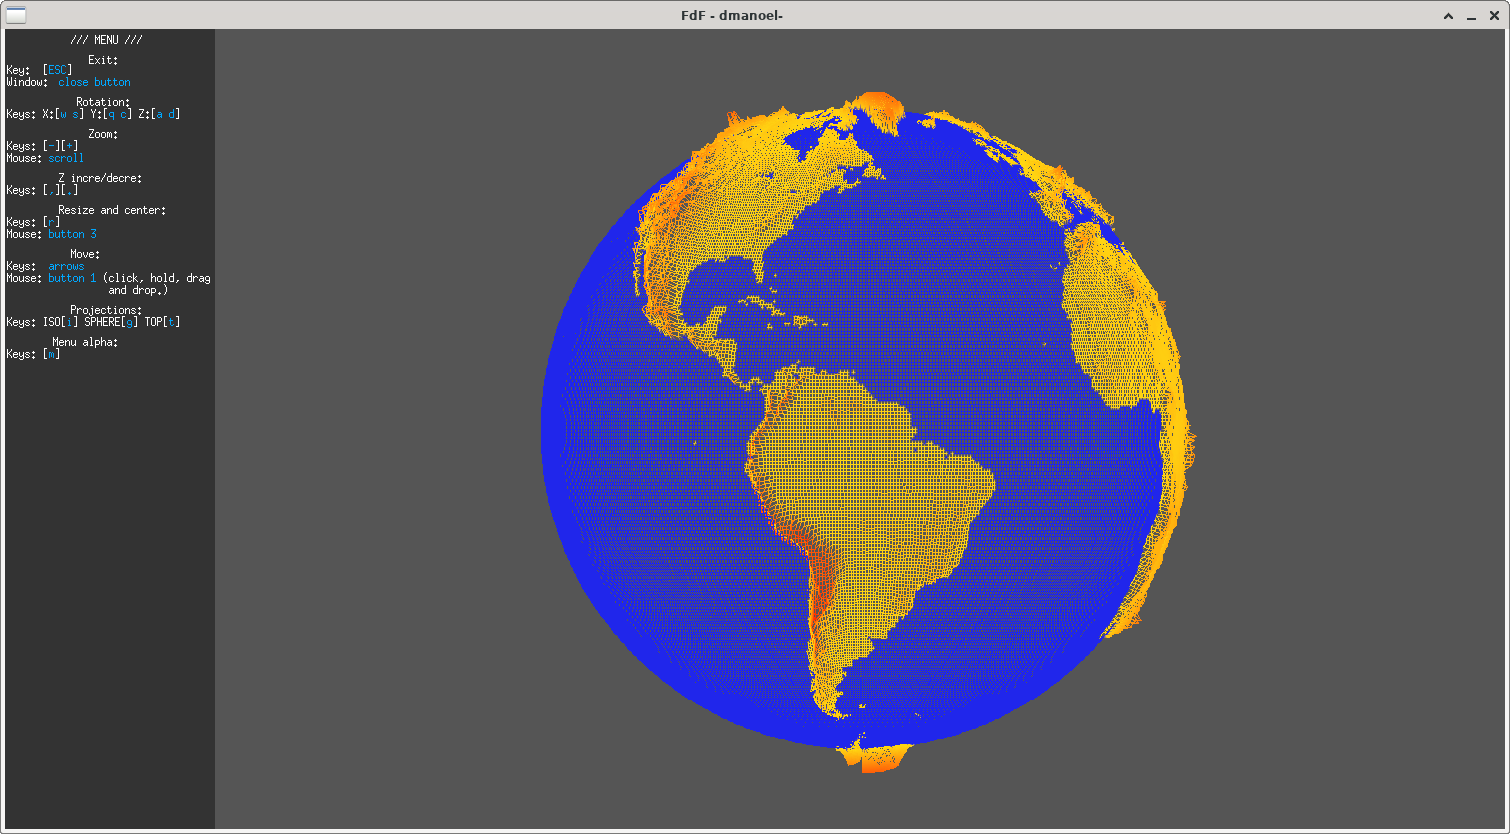 FdF - dmanoel-
/// MENU ///
Exit:
Key: [ESC]
Window: close button
Rotation:
Keys: X:[w s] Y:[q c] Z:[a d]
Zoom:
Keys: [-][+]
Mouse: scroll
Z incre/decre:
Keys: [,][.]
Resize and center:
Keys: [r]
Mouse: button 3
Move:
Keys: arrows
Mouse: button 1 (click, hold, drag
and drop.)
Projections:
Keys: ISO[i] SPHERE[g] TOP[t]
Menu alpha:
Keys: [m]